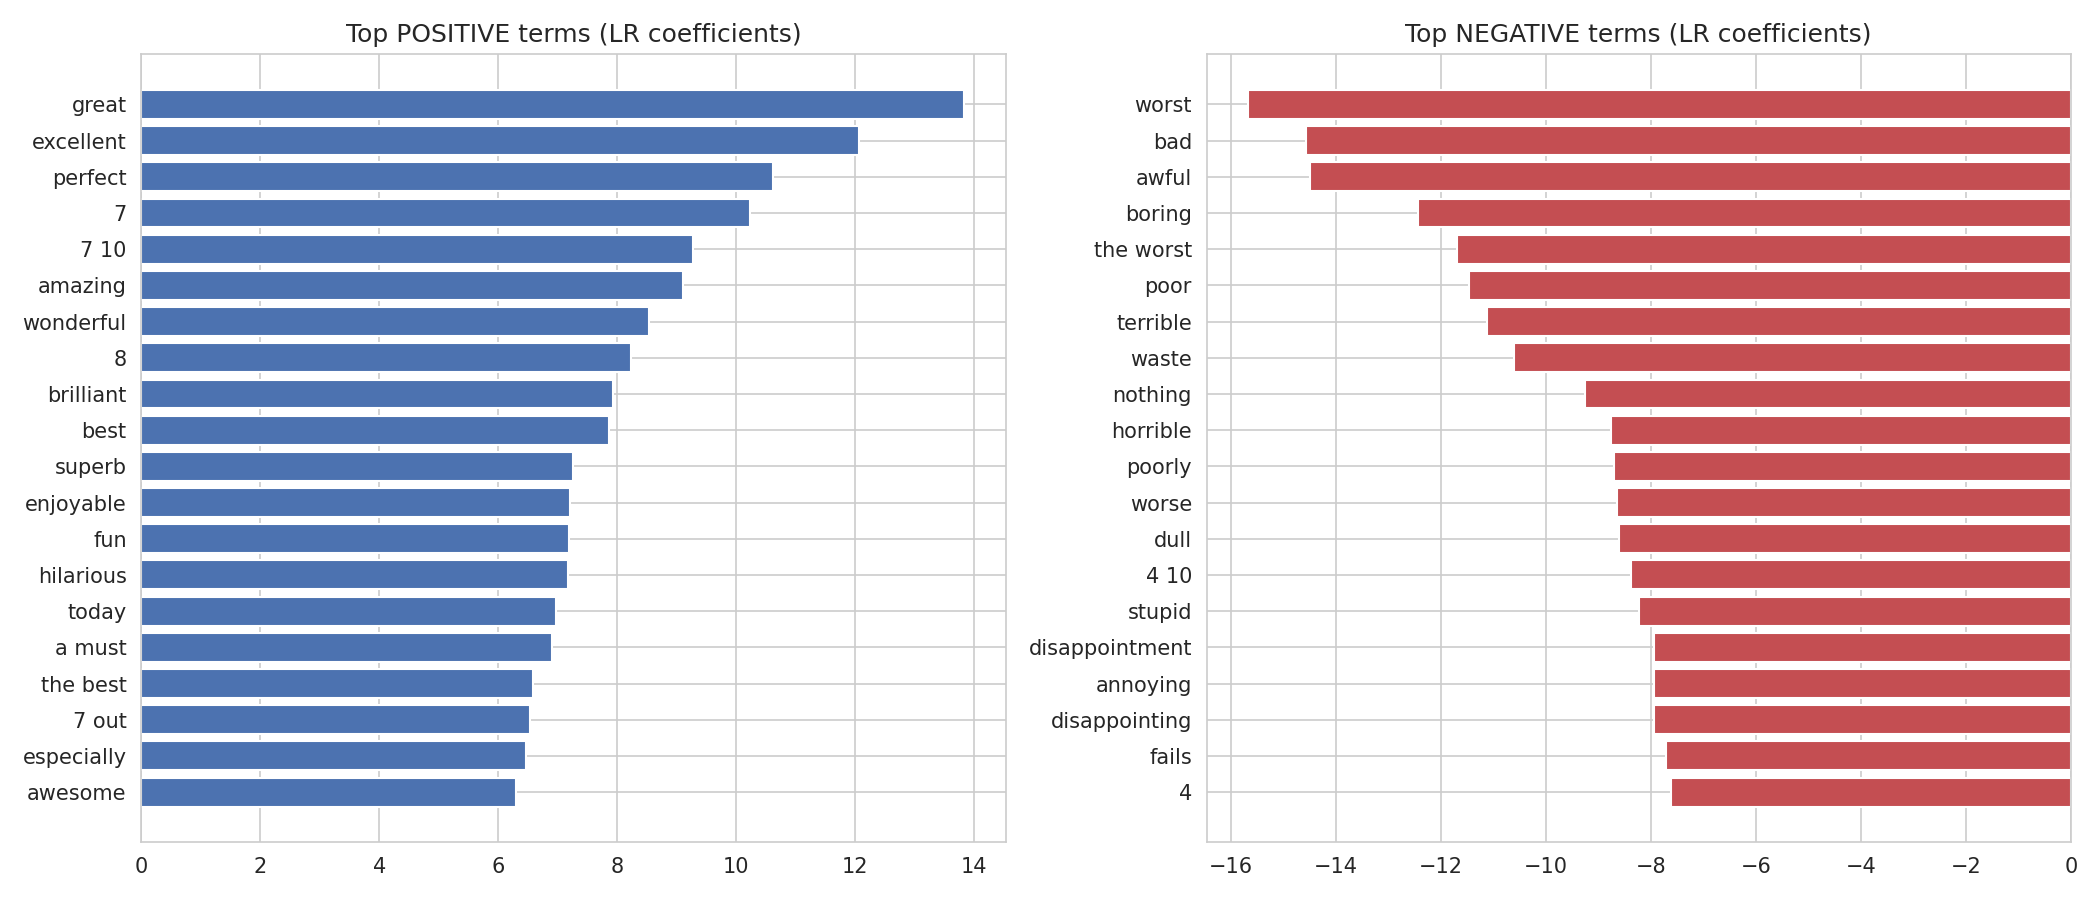 Top POSITIVE terms (LR coefficients)
great
excellent
perfect
7
7 10
amazing
wonderful
8
brilliant
best
superb
enjoyable
fun
hilarious
today
a must
the best
7 out
especially
awesome
0 2 4 6 8 10 12 14
Top NEGATIVE terms (LR coefficients)
worst
bad
awful
boring
the worst
poor
terrible
waste
nothing
horrible
poorly
worse
dull
4 10
stupid
disappointment
annoying
disappointing
fails
4
−16 −14 −12 −10 −8 −6 −4 −2 0